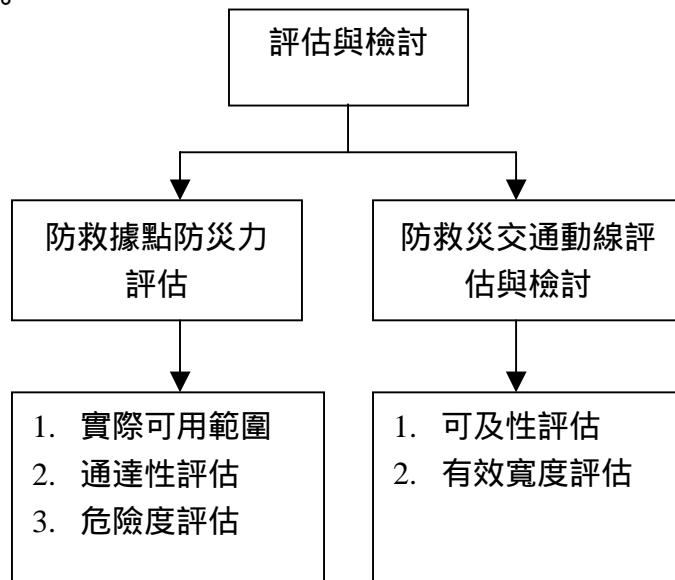 。
評估與檢討
防救據點防災力
評估
防救災交通動線評
估與檢討
1. 實際可用範圍
2. 通達性評估
3. 危險度評估
1. 可及性評估
2. 有效寬度評估